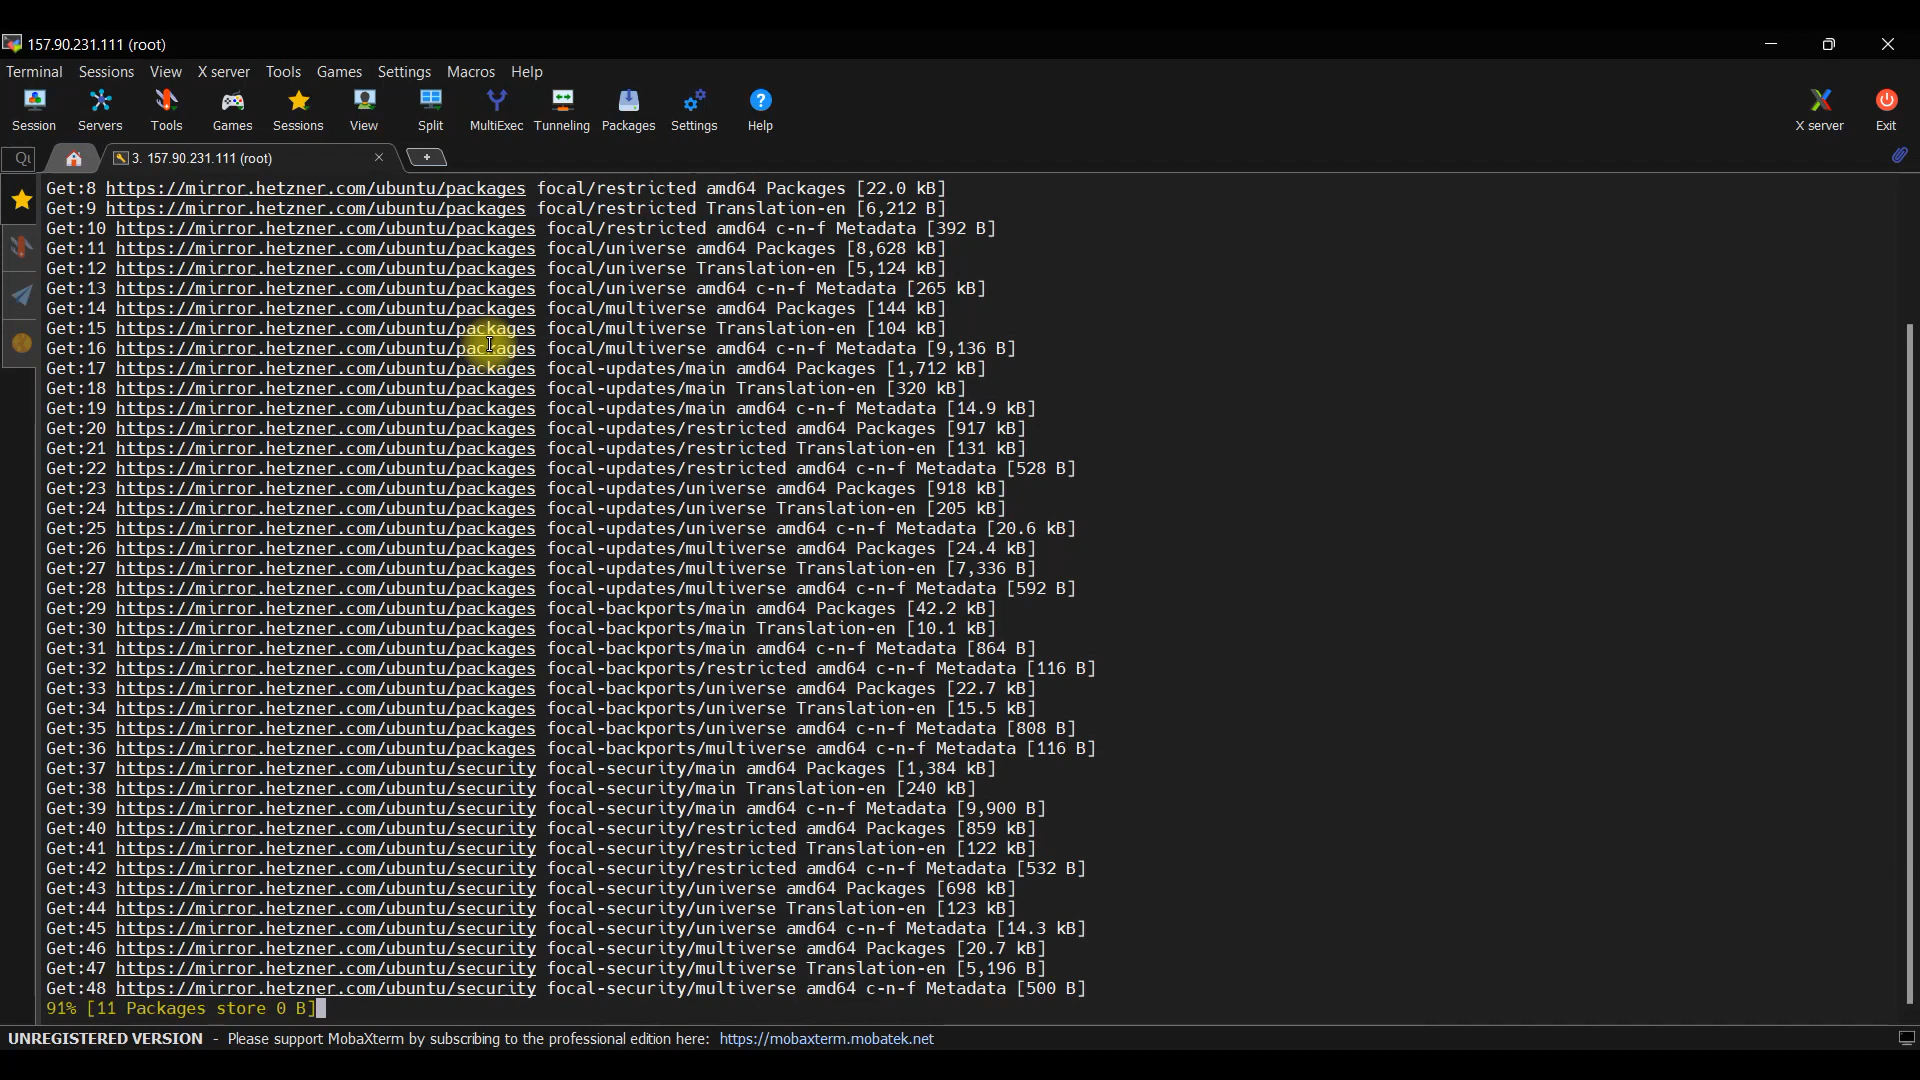 157.90.231.111 (root)
Terminal Sessions View X server Tools Games Settings Macros Help
Session Servers Tools Games Sessions View Split MultiExec Tunneling Packages Settings Help X server Exit
3. 157.90.231.111 (root)
Get:8 https://mirror.hetzner.com/ubuntu/packages focal/restricted amd64 Packages [22.0 kB]
Get:9 https://mirror.hetzner.com/ubuntu/packages focal/restricted Translation-en [6,212 B]
Get:10 https://mirror.hetzner.com/ubuntu/packages focal/restricted amd64 c-n-f Metadata [392 B]
Get:11 https://mirror.hetzner.com/ubuntu/packages focal/universe amd64 Packages [8,628 kB]
Get:12 https://mirror.hetzner.com/ubuntu/packages focal/universe Translation-en [5,124 kB]
Get:13 https://mirror.hetzner.com/ubuntu/packages focal/universe amd64 c-n-f Metadata [265 kB]
Get:14 https://mirror.hetzner.com/ubuntu/packages focal/multiverse amd64 Packages [144 kB]
Get:15 https://mirror.hetzner.com/ubuntu/packages focal/multiverse Translation-en [104 kB]
Get:16 https://mirror.hetzner.com/ubuntu/packages focal/multiverse amd64 c-n-f Metadata [9,136 B]
Get:17 https://mirror.hetzner.com/ubuntu/packages focal-updates/main amd64 Packages [1,712 kB]
Get:18 https://mirror.hetzner.com/ubuntu/packages focal-updates/main Translation-en [320 kB]
Get:19 https://mirror.hetzner.com/ubuntu/packages focal-updates/main amd64 c-n-f Metadata [14.9 kB]
Get:20 https://mirror.hetzner.com/ubuntu/packages focal-updates/restricted amd64 Packages [917 kB]
Get:21 https://mirror.hetzner.com/ubuntu/packages focal-updates/restricted Translation-en [131 kB]
Get:22 https://mirror.hetzner.com/ubuntu/packages focal-updates/restricted amd64 c-n-f Metadata [528 B]
Get:23 https://mirror.hetzner.com/ubuntu/packages focal-updates/universe amd64 Packages [918 kB]
Get:24 https://mirror.hetzner.com/ubuntu/packages focal-updates/universe Translation-en [205 kB]
Get:25 https://mirror.hetzner.com/ubuntu/packages focal-updates/universe amd64 c-n-f Metadata [20.6 kB]
Get:26 https://mirror.hetzner.com/ubuntu/packages focal-updates/multiverse amd64 Packages [24.4 kB]
Get:27 https://mirror.hetzner.com/ubuntu/packages focal-updates/multiverse Translation-en [7,336 B]
Get:28 https://mirror.hetzner.com/ubuntu/packages focal-updates/multiverse amd64 c-n-f Metadata [592 B]
Get:29 https://mirror.hetzner.com/ubuntu/packages focal-backports/main amd64 Packages [42.2 kB]
Get:30 https://mirror.hetzner.com/ubuntu/packages focal-backports/main Translation-en [10.1 kB]
Get:31 https://mirror.hetzner.com/ubuntu/packages focal-backports/main amd64 c-n-f Metadata [864 B]
Get:32 https://mirror.hetzner.com/ubuntu/packages focal-backports/restricted amd64 c-n-f Metadata [116 B]
Get:33 https://mirror.hetzner.com/ubuntu/packages focal-backports/universe amd64 Packages [22.7 kB]
Get:34 https://mirror.hetzner.com/ubuntu/packages focal-backports/universe Translation-en [15.5 kB]
Get:35 https://mirror.hetzner.com/ubuntu/packages focal-backports/universe amd64 c-n-f Metadata [808 B]
Get:36 https://mirror.hetzner.com/ubuntu/packages focal-backports/multiverse amd64 c-n-f Metadata [116 B]
Get:37 https://mirror.hetzner.com/ubuntu/security focal-security/main amd64 Packages [1,384 kB]
Get:38 https://mirror.hetzner.com/ubuntu/security focal-security/main Translation-en [240 kB]
Get:39 https://mirror.hetzner.com/ubuntu/security focal-security/main amd64 c-n-f Metadata [9,900 B]
Get:40 https://mirror.hetzner.com/ubuntu/security focal-security/restricted amd64 Packages [859 kB]
Get:41 https://mirror.hetzner.com/ubuntu/security focal-security/restricted Translation-en [122 kB]
Get:42 https://mirror.hetzner.com/ubuntu/security focal-security/restricted amd64 c-n-f Metadata [532 B]
Get:43 https://mirror.hetzner.com/ubuntu/security focal-security/universe amd64 Packages [698 kB]
Get:44 https://mirror.hetzner.com/ubuntu/security focal-security/universe Translation-en [123 kB]
Get:45 https://mirror.hetzner.com/ubuntu/security focal-security/universe amd64 c-n-f Metadata [14.3 kB]
Get:46 https://mirror.hetzner.com/ubuntu/security focal-security/multiverse amd64 Packages [20.7 kB]
Get:47 https://mirror.hetzner.com/ubuntu/security focal-security/multiverse Translation-en [5,196 B]
Get:48 https://mirror.hetzner.com/ubuntu/security focal-security/multiverse amd64 c-n-f Metadata [500 B]
91% [11 Packages store 0 B]
UNREGISTERED VERSION - Please support MobaXterm by subscribing to the professional edition here: https://mobaxterm.mobatek.net